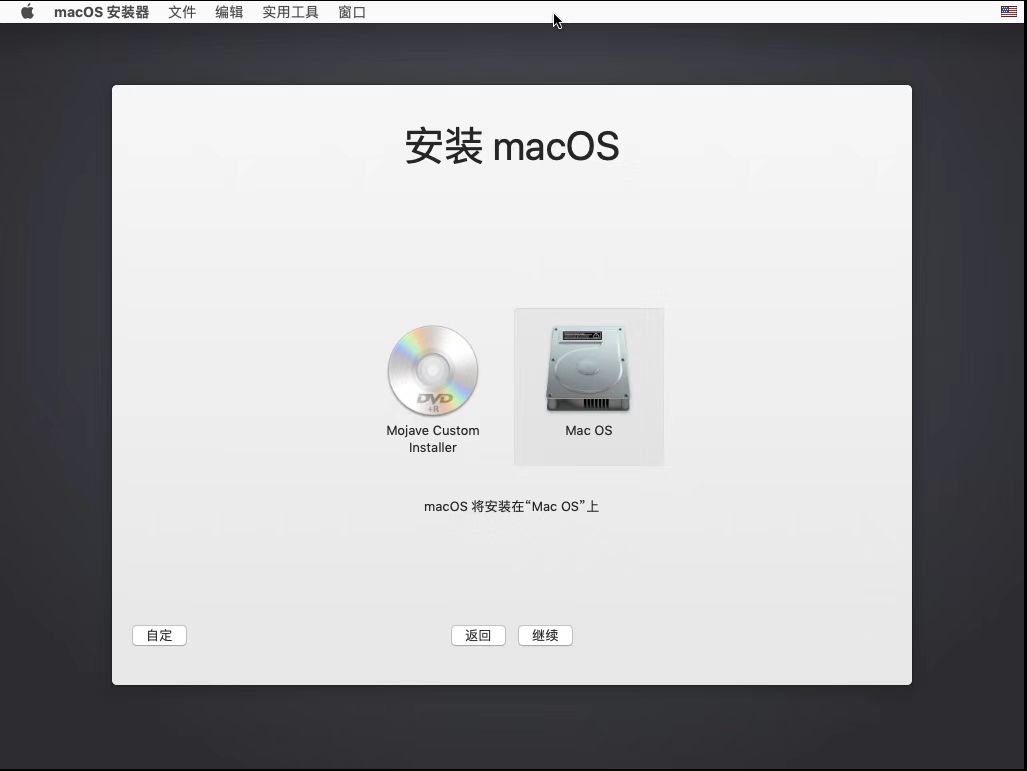 macOS 安装器 文件 编辑 实用工具 窗口
安装 macOS
DVD
+R
Mojave Custom
Installer
Mac OS
macOS 将安装在“Mac OS”上
自定 返回 继续